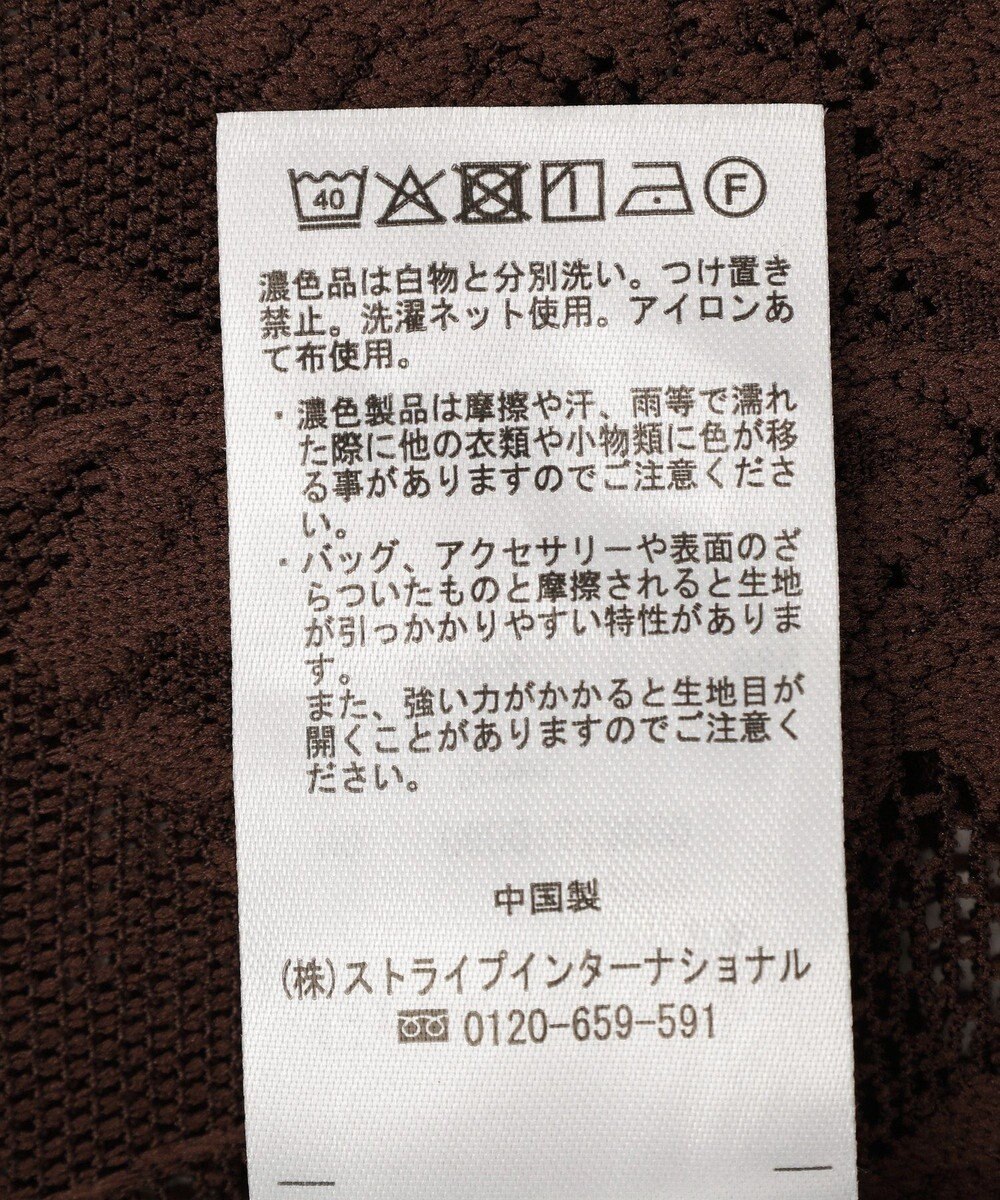 40 F
濃色品は白物と分別洗い。つけ置き
禁止。洗濯ネット使用。アイロンあ
て布使用。
・濃色製品は摩擦や汗、雨等で濡れ
た際に他の衣類や小物類に色が移
る事がありますのでご注意くださ
い。
・バッグ、アクセサリーや表面のざ
らついたものと摩擦されると生地
が引っかかりやすい特性がありま
す。
また、強い力がかかると生地目が
開くことがありますのでご注意く
ださい。
中国製
(株)ストライプインターナショナル
0120-659-591